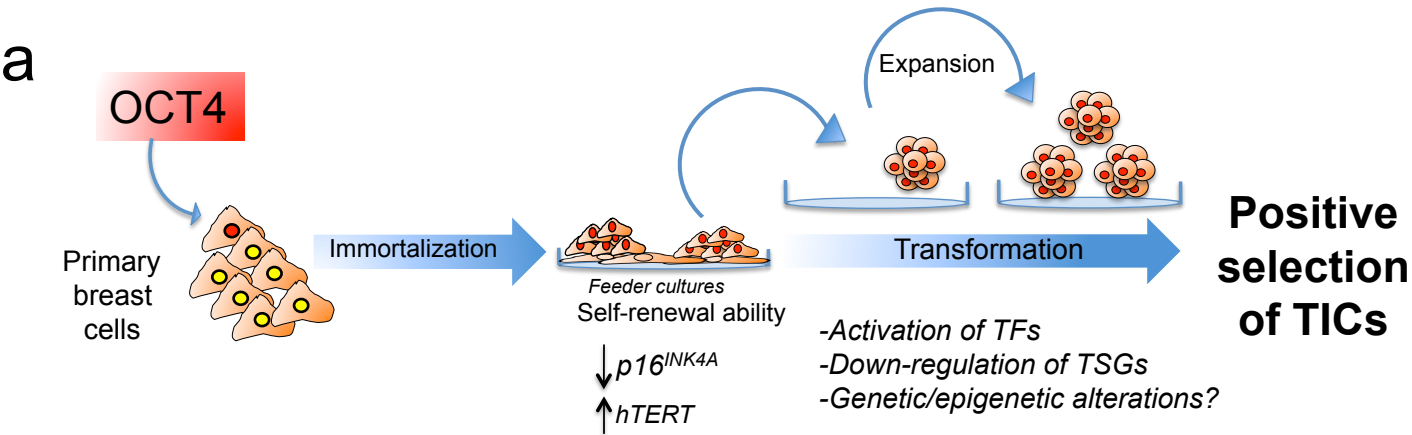 a
OCT4
Expansion
Primary
breast
cells
Immortalization
Transformation
Feeder cultures
Self-renewal ability
↓p16INK4A
↑hTERT
-Activation of TFs
-Down-regulation of TSGs
-Genetic/epigenetic alterations?
Positive
selection
of TICs